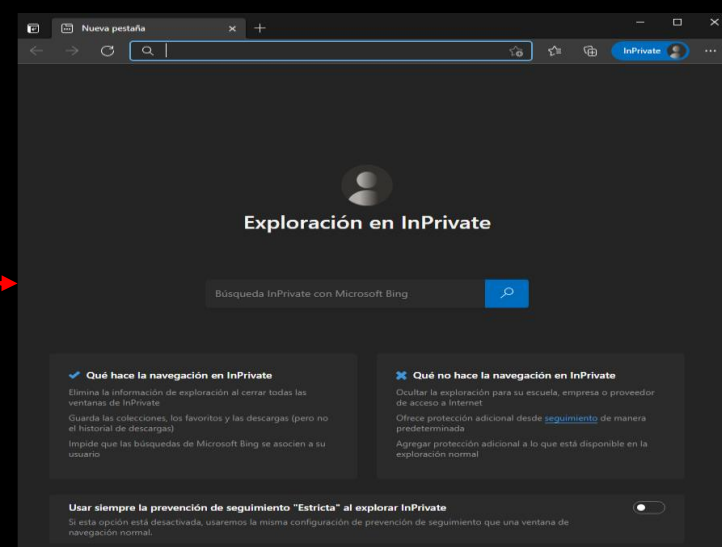 Nueva pestaña
InPrivate
Exploración en InPrivate
Búsqueda InPrivate con Microsoft Bing
Qué hace la navegación en InPrivate
Elimina la información de exploración al cerrar todas las
ventanas de InPrivate
Guarda las colecciones, los favoritos y las descargas (pero no
el historial de descargas)
Impide que las búsquedas de Microsoft Bing se asocien a su
usuario
Qué no hace la navegación en InPrivate
Ocultar la exploración para su escuela, empresa o proveedor
de acceso a Internet
Ofrece protección adicional desde seguimiento de manera
predeterminada
Agregar protección adicional a lo que está disponible en la
exploración normal
Usar siempre la prevención de seguimiento "Estricta" al explorar InPrivate
Si esta opción está desactivada, usaremos la misma configuración de prevención de seguimiento que una ventana de
navegación normal.